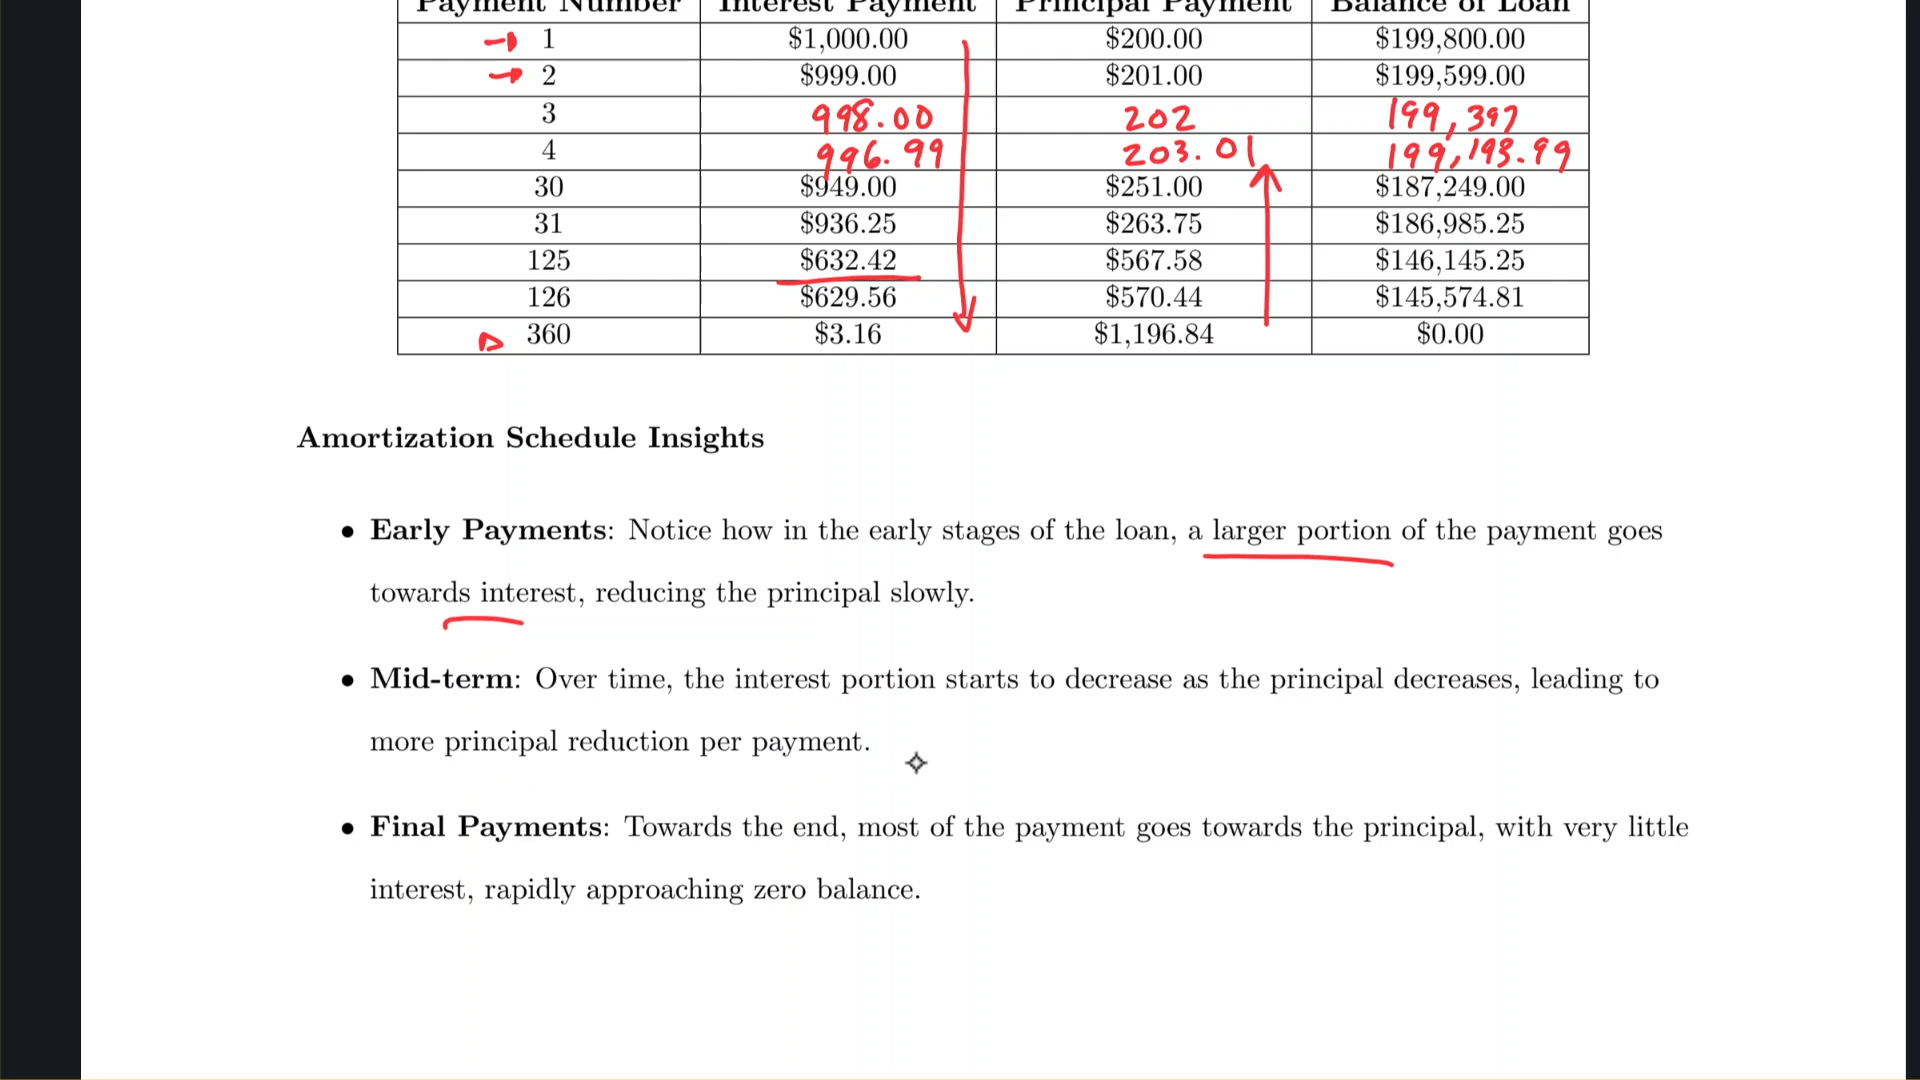 Payment Number Interest Payment Principal Payment Balance of Loan
1 $1,000.00 $200.00 $199,800.00
2 $999.00 $201.00 $199,599.00
3 998.00 202 199,397
4 996.99 203.01 199,193.99
30 $949.00 $251.00 $187,249.00
31 $936.25 $263.75 $186,985.25
125 $632.42 $567.58 $146,145.25
126 $629.56 $570.44 $145,574.81
360 $3.16 $1,196.84 $0.00
Amortization Schedule Insights
• Early Payments: Notice how in the early stages of the loan, a larger portion of the payment goes
towards interest, reducing the principal slowly.
• Mid-term: Over time, the interest portion starts to decrease as the principal decreases, leading to
more principal reduction per payment.
• Final Payments: Towards the end, most of the payment goes towards the principal, with very little
interest, rapidly approaching zero balance.